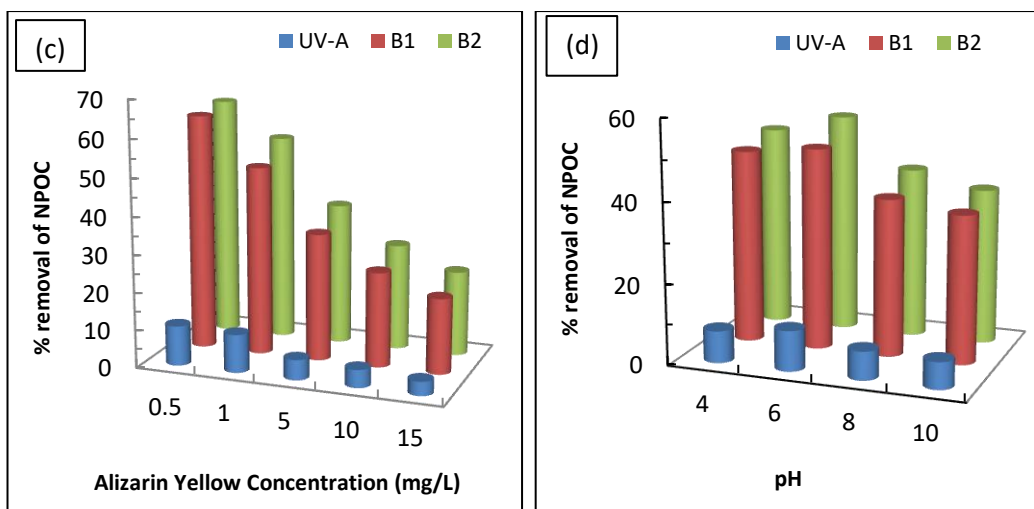 (c)
UV-A B1 B2
% removal of NPOC
70
60
50
40
30
20
10
0
0.5 1 5 10 15
Alizarin Yellow Concentration (mg/L)
(d)
UV-A B1 B2
% removal of NPOC
60
40
20
0
4 6 8 10
pH